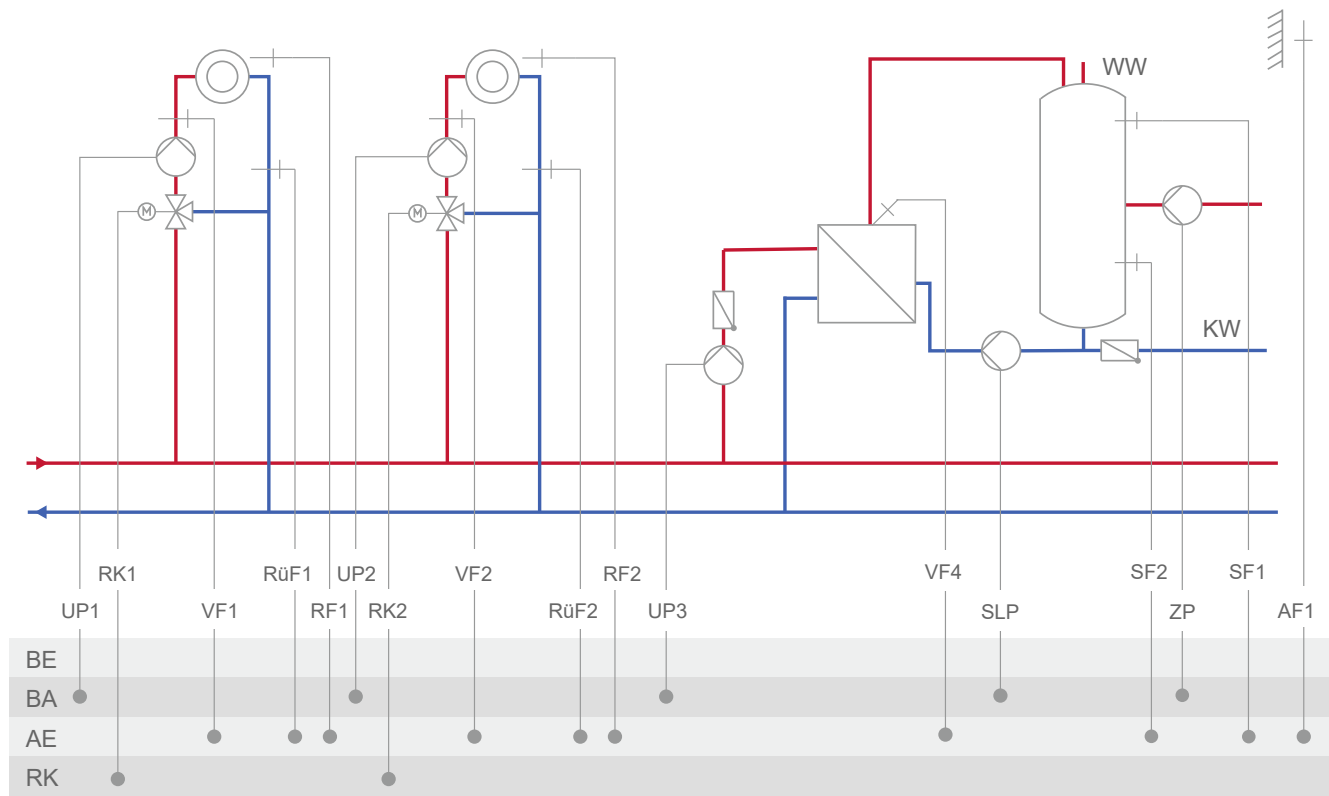 WW
M
M
KW
RK1 RüF1 UP2 VF2 RF2 VF4 SF2 SF1
UP1 VF1 RF1 RK2 RüF2 UP3 SLP ZP AF1
BE
BA
AE
RK